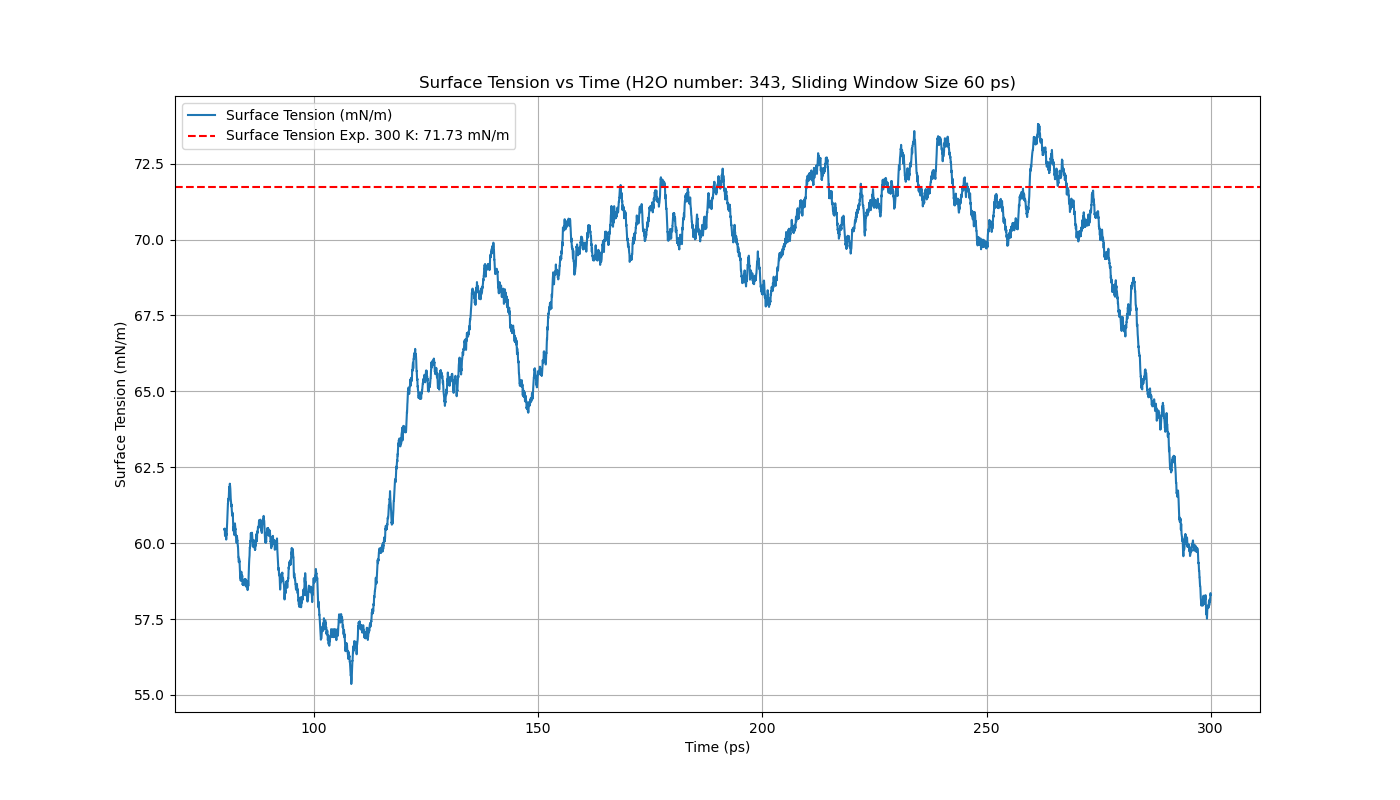 Surface Tension vs Time (H2O number: 343, Sliding Window Size 60 ps)
Surface Tension (mN/m)
Surface Tension Exp. 300 K: 71.73 mN/m
Surface Tension (mN/m)
72.5
70.0
67.5
65.0
62.5
60.0
57.5
55.0
100
150
200
250
300
Time (ps)